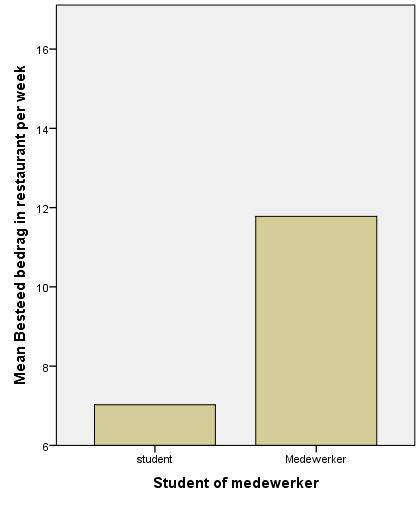 Mean Besteed bedrag in restaurant per week
16
14
12
10
8
6
student
Medewerker
Student of medewerker